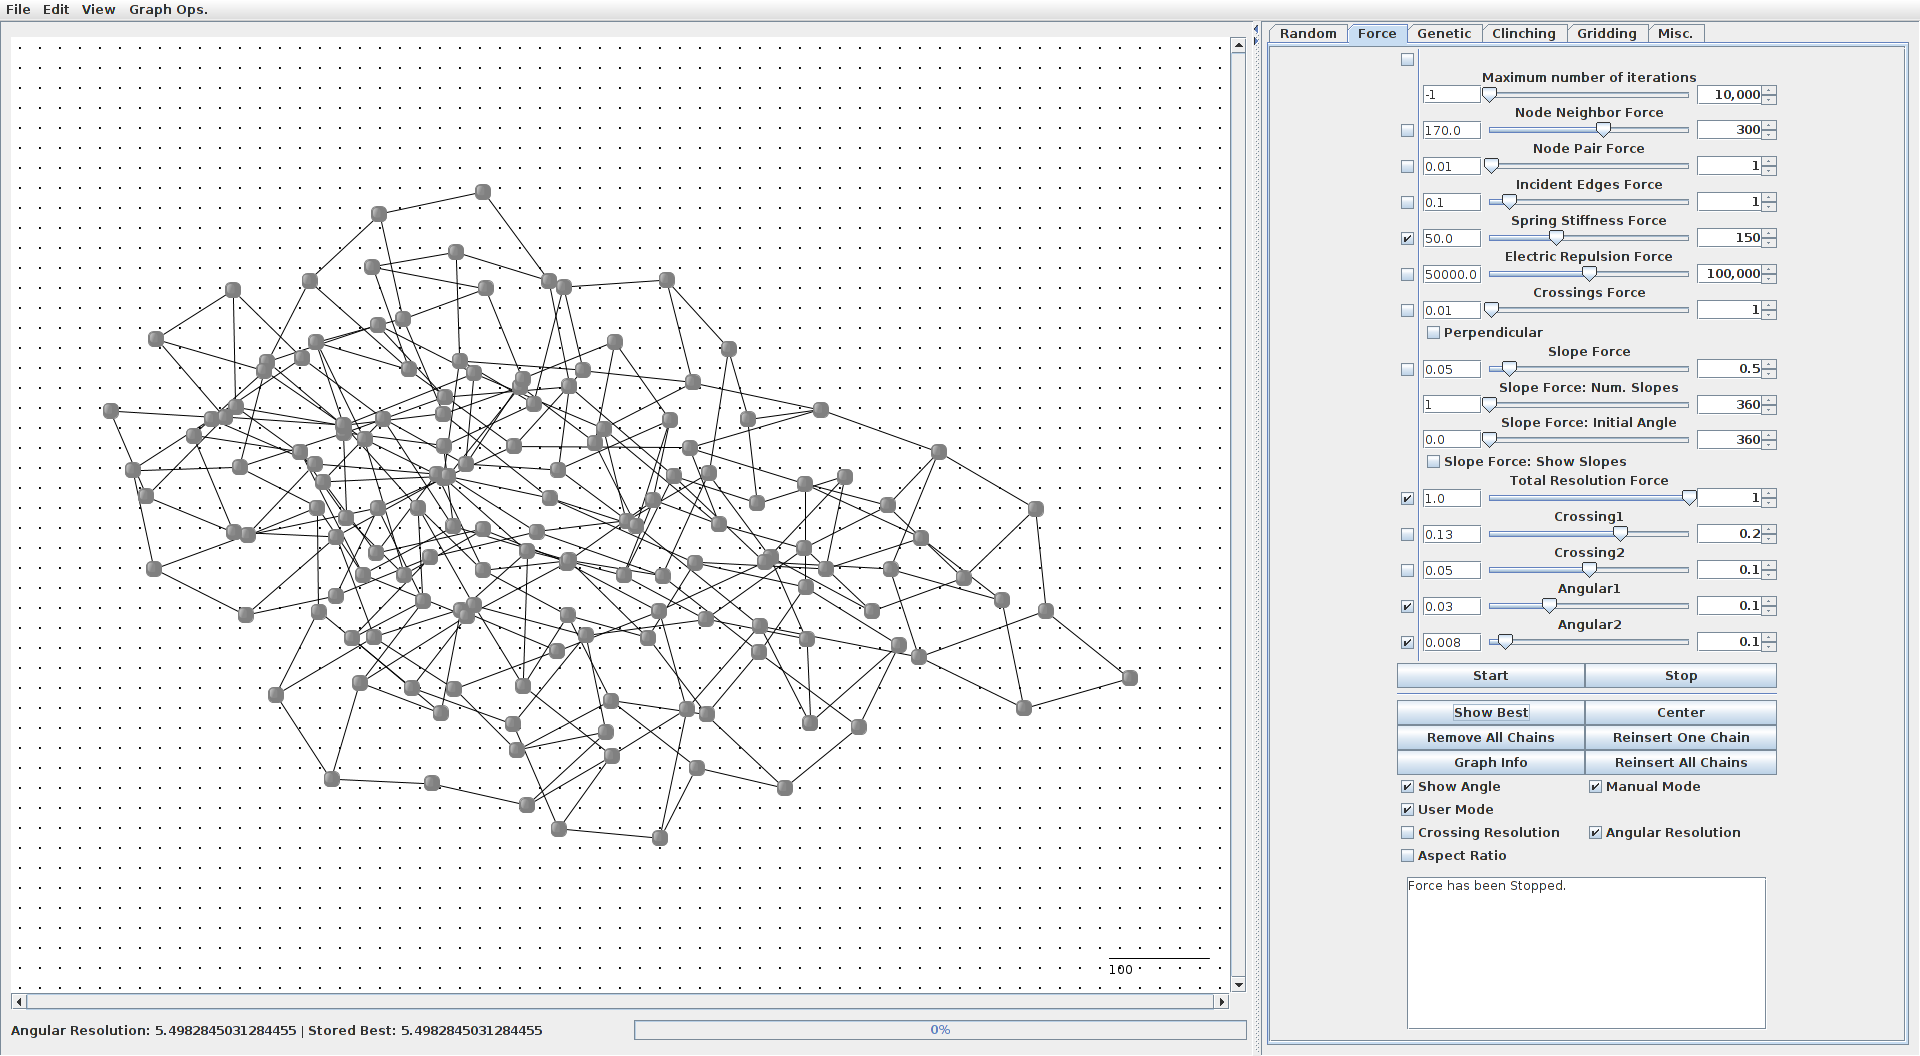 File Edit View Graph Ops.
Random Force Genetic Clinching Gridding Misc.
Maximum number of iterations
-1 10,000
Node Neighbor Force
170.0 300
Node Pair Force
0.01 1
Incident Edges Force
0.1 1
Spring Stiffness Force
50.0 150
Electric Repulsion Force
50000.0 100,000
Crossings Force
0.01 1
Perpendicular
Slope Force
0.05 0.5
Slope Force: Num. Slopes
1 360
Slope Force: Initial Angle
0.0 360
Slope Force: Show Slopes
Total Resolution Force
1.0 1
Crossing1
0.13 0.2
Crossing2
0.05 0.1
Angular1
0.03 0.1
Angular2
0.008 0.1
Start Stop
Show Best Center
Remove All Chains Reinsert One Chain
Graph Info Reinsert All Chains
Show Angle Manual Mode
User Mode
Crossing Resolution Angular Resolution
Aspect Ratio
Force has been Stopped.
100
Angular Resolution: 5.4982845031284455 | Stored Best: 5.4982845031284455
0%